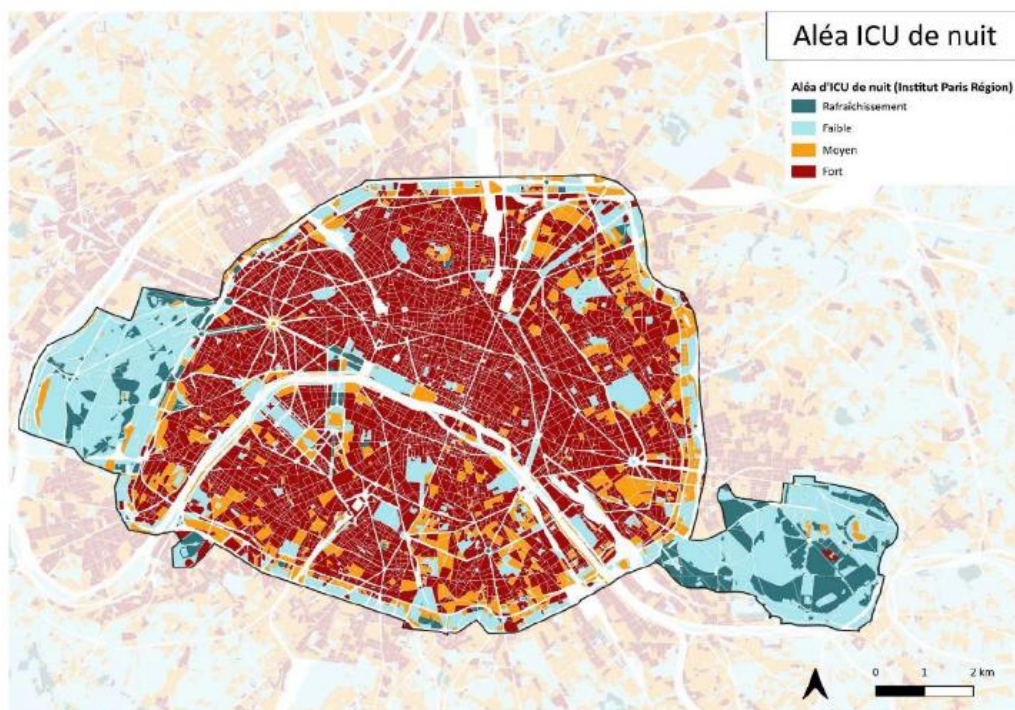 Aléa ICU de nuit
Aléa d'ICU de nuit (Institut Paris Région)
Rafraîchissement
Faible
Moyen
Fort
0 1 2 km